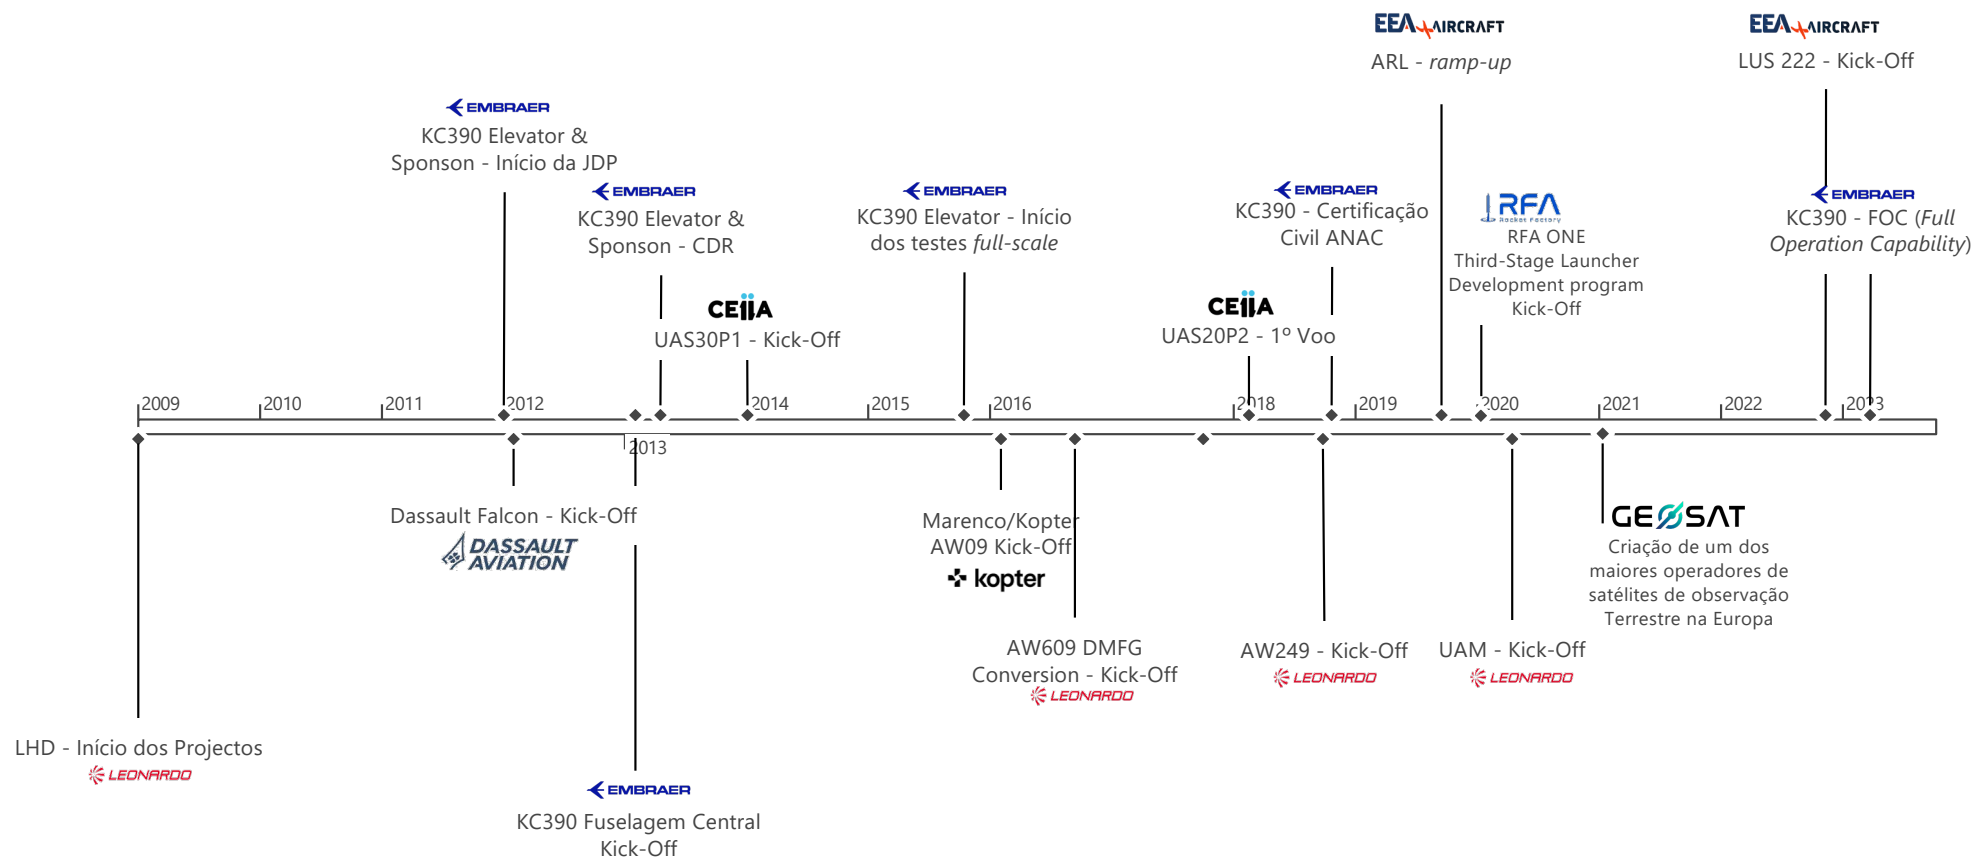 EEA AIRCRAFT
ARL - ramp-up
EEA AIRCRAFT
LUS 222 - Kick-Off
EMBRAER
KC390 Elevator &
Sponson - Início da JDP
EMBRAER
KC390 Elevator &
Sponson - CDR
CEiiA
UAS30P1 - Kick-Off
EMBRAER
KC390 Elevator - Início
dos testes full-scale
CEiiA
UAS20P2 - 1º Voo
EMBRAER
KC390 - Certificação
Civil ANAC
RFA
Rocket Factory
RFA ONE
Third-Stage Launcher
Development program
Kick-Off
EMBRAER
KC390 - FOC (Full
Operation Capability)
2009
2010
2011
2012
2013
2014
2015
2016
2018
2019
2020
2021
2022
2013
LHD - Início dos Projectos
LEONARDO
Dassault Falcon - Kick-Off
DASSAULT
AVIATION
EMBRAER
KC390 Fuselagem Central
Kick-Off
Marenco/Kopter
AW09 Kick-Off
kopter
AW609 DMFG
Conversion - Kick-Off
LEONARDO
AW249 - Kick-Off
LEONARDO
UAM - Kick-Off
LEONARDO
GEOSAT
Criação de um dos
maiores operadores de
satélites de observação
Terrestre na Europa